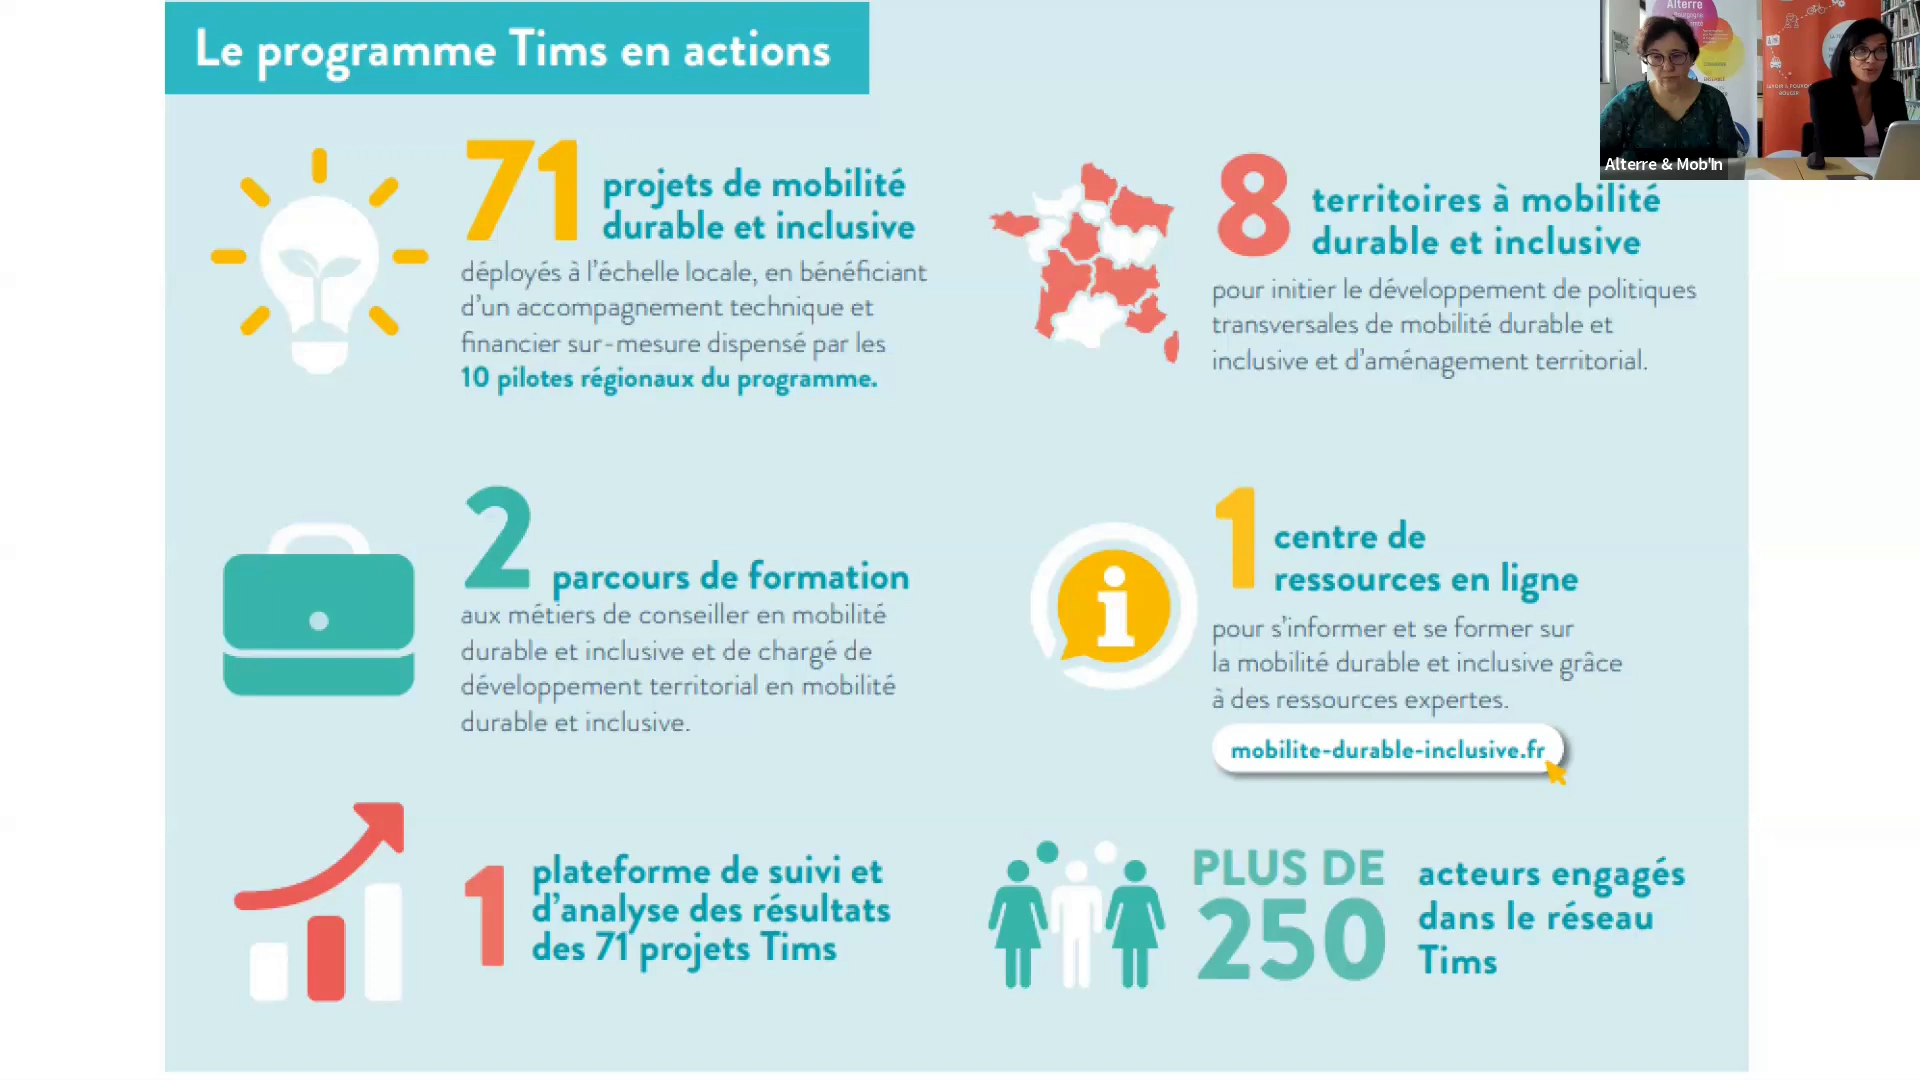 Le programme Tims en actions
71
projets de mobilité
durable et inclusive
déployés à l'échelle locale, en bénéficiant
d'un accompagnement technique et
financier sur-mesure dispensé par les
10 pilotes régionaux du programme.
8
territoires à mobilité
durable et inclusive
pour initier le développement de politiques
transversales de mobilité durable et
inclusive et d'aménagement territorial.
2
parcours de formation
aux métiers de conseiller en mobilité
durable et inclusive et de chargé de
développement territorial en mobilité
durable et inclusive.
1
centre de
ressources en ligne
pour s'informer et se former sur
la mobilité durable et inclusive grâce
à des ressources expertes.
mobilite-durable-inclusive.fr
1
plateforme de suivi et
d'analyse des résultats
des 71 projets Tims
PLUS DE
250
acteurs engagés
dans le réseau
Tims
Alterre
Alterre & Mob'In